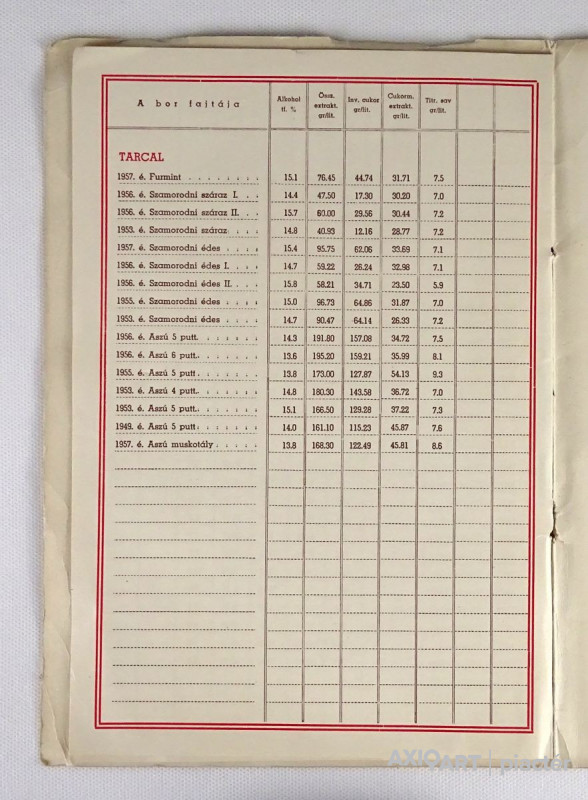 A bor fajtája Alkohol tf. % Össz. extrakt. gr/lit. Inv. cukor gr/lit. Cukorm. extrakt. gr/lit. Titr. sav gr/lit.
TARCAL
1957. é. Furmint . . . . . . . . 15.1 76.45 44.74 31.71 7.5
1956. é. Szamorodni száraz I. . . 14.4 47.50 17.30 30.20 7.0
1956. é. Szamorodni száraz II. . . 15.7 60.00 29.56 30.44 7.2
1953. é. Szamorodni száraz . . . 14.8 40.93 12.16 28.77 7.2
1957. é. Szamorodni édes . . . . 15.4 95.75 62.06 33.69 7.1
1956. é. Szamorodni édes I. . . . 14.7 59.22 26.24 32.98 7.1
1956. é. Szamorodni édes II. . . . 15.8 58.21 34.71 23.50 5.9
1955. é. Szamorodni édes . . . . 15.0 96.73 64.86 31.87 7.0
1953. é. Szamorodni édes . . . . 14.7 90.47 64.14 26.33 7.2
1956. é. Aszú 5 putt. . . . . . . 14.3 191.80 157.08 34.72 7.5
1956. é. Aszú 6 putt. . . . . . . 13.6 195.20 159.21 35.99 8.1
1955. é. Aszú 5 putt . . . . . . 13.8 173.00 127.87 54.13 9.3
1953. é. Aszú 4 putt. . . . . . . 14.8 180.30 143.58 36.72 7.0
1953. é. Aszú 5 putt. . . . . . . 15.1 166.50 129.28 37.22 7.3
1949. é. Aszú 5 putt . . . . . . 14.0 161.10 115.23 45.87 7.6
1957. é. Aszú muskotály . . . . . 13.8 168.30 122.49 45.81 8.6
AXIOART | piactér